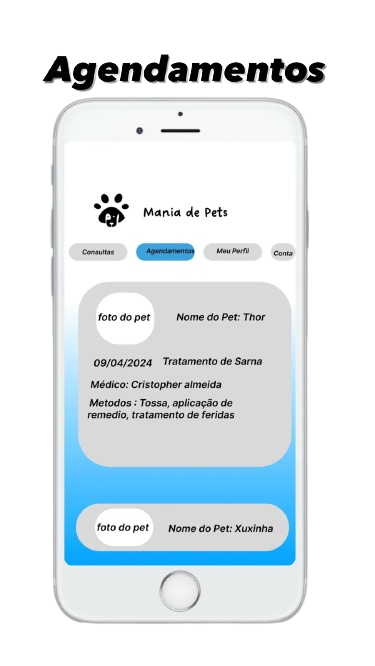 Agendamentos
Mania de Pets
Consultas
Agendamentos
Meu Perfil
Conta
foto do pet
Nome do Pet: Thor
09/04/2024
Tratamento de Sarna
Médico: Cristopher almeida
Metodos : Tossa, aplicação de
remedio, tratamento de feridas
foto do pet
Nome do Pet: Xuxinha